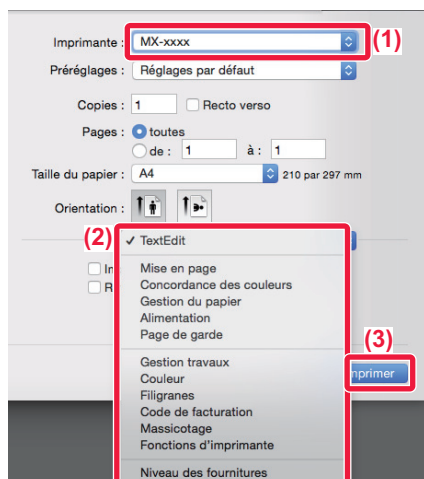 Imprimante : MX-xxxx (1)
Préréglages : Réglages par défaut
Copies : 1 Recto verso
Pages : toutes
de : 1 à : 1
Taille du papier : A4 210 par 297 mm
Orientation :
(2) ✓ TextEdit
Mise en page
Concordance des couleurs
Gestion du papier
Alimentation
Page de garde
(3)
Gestion travaux
Couleur
Filigranes
Code de facturation
Massicotage
Fonctions d'imprimante
Niveau des fournitures